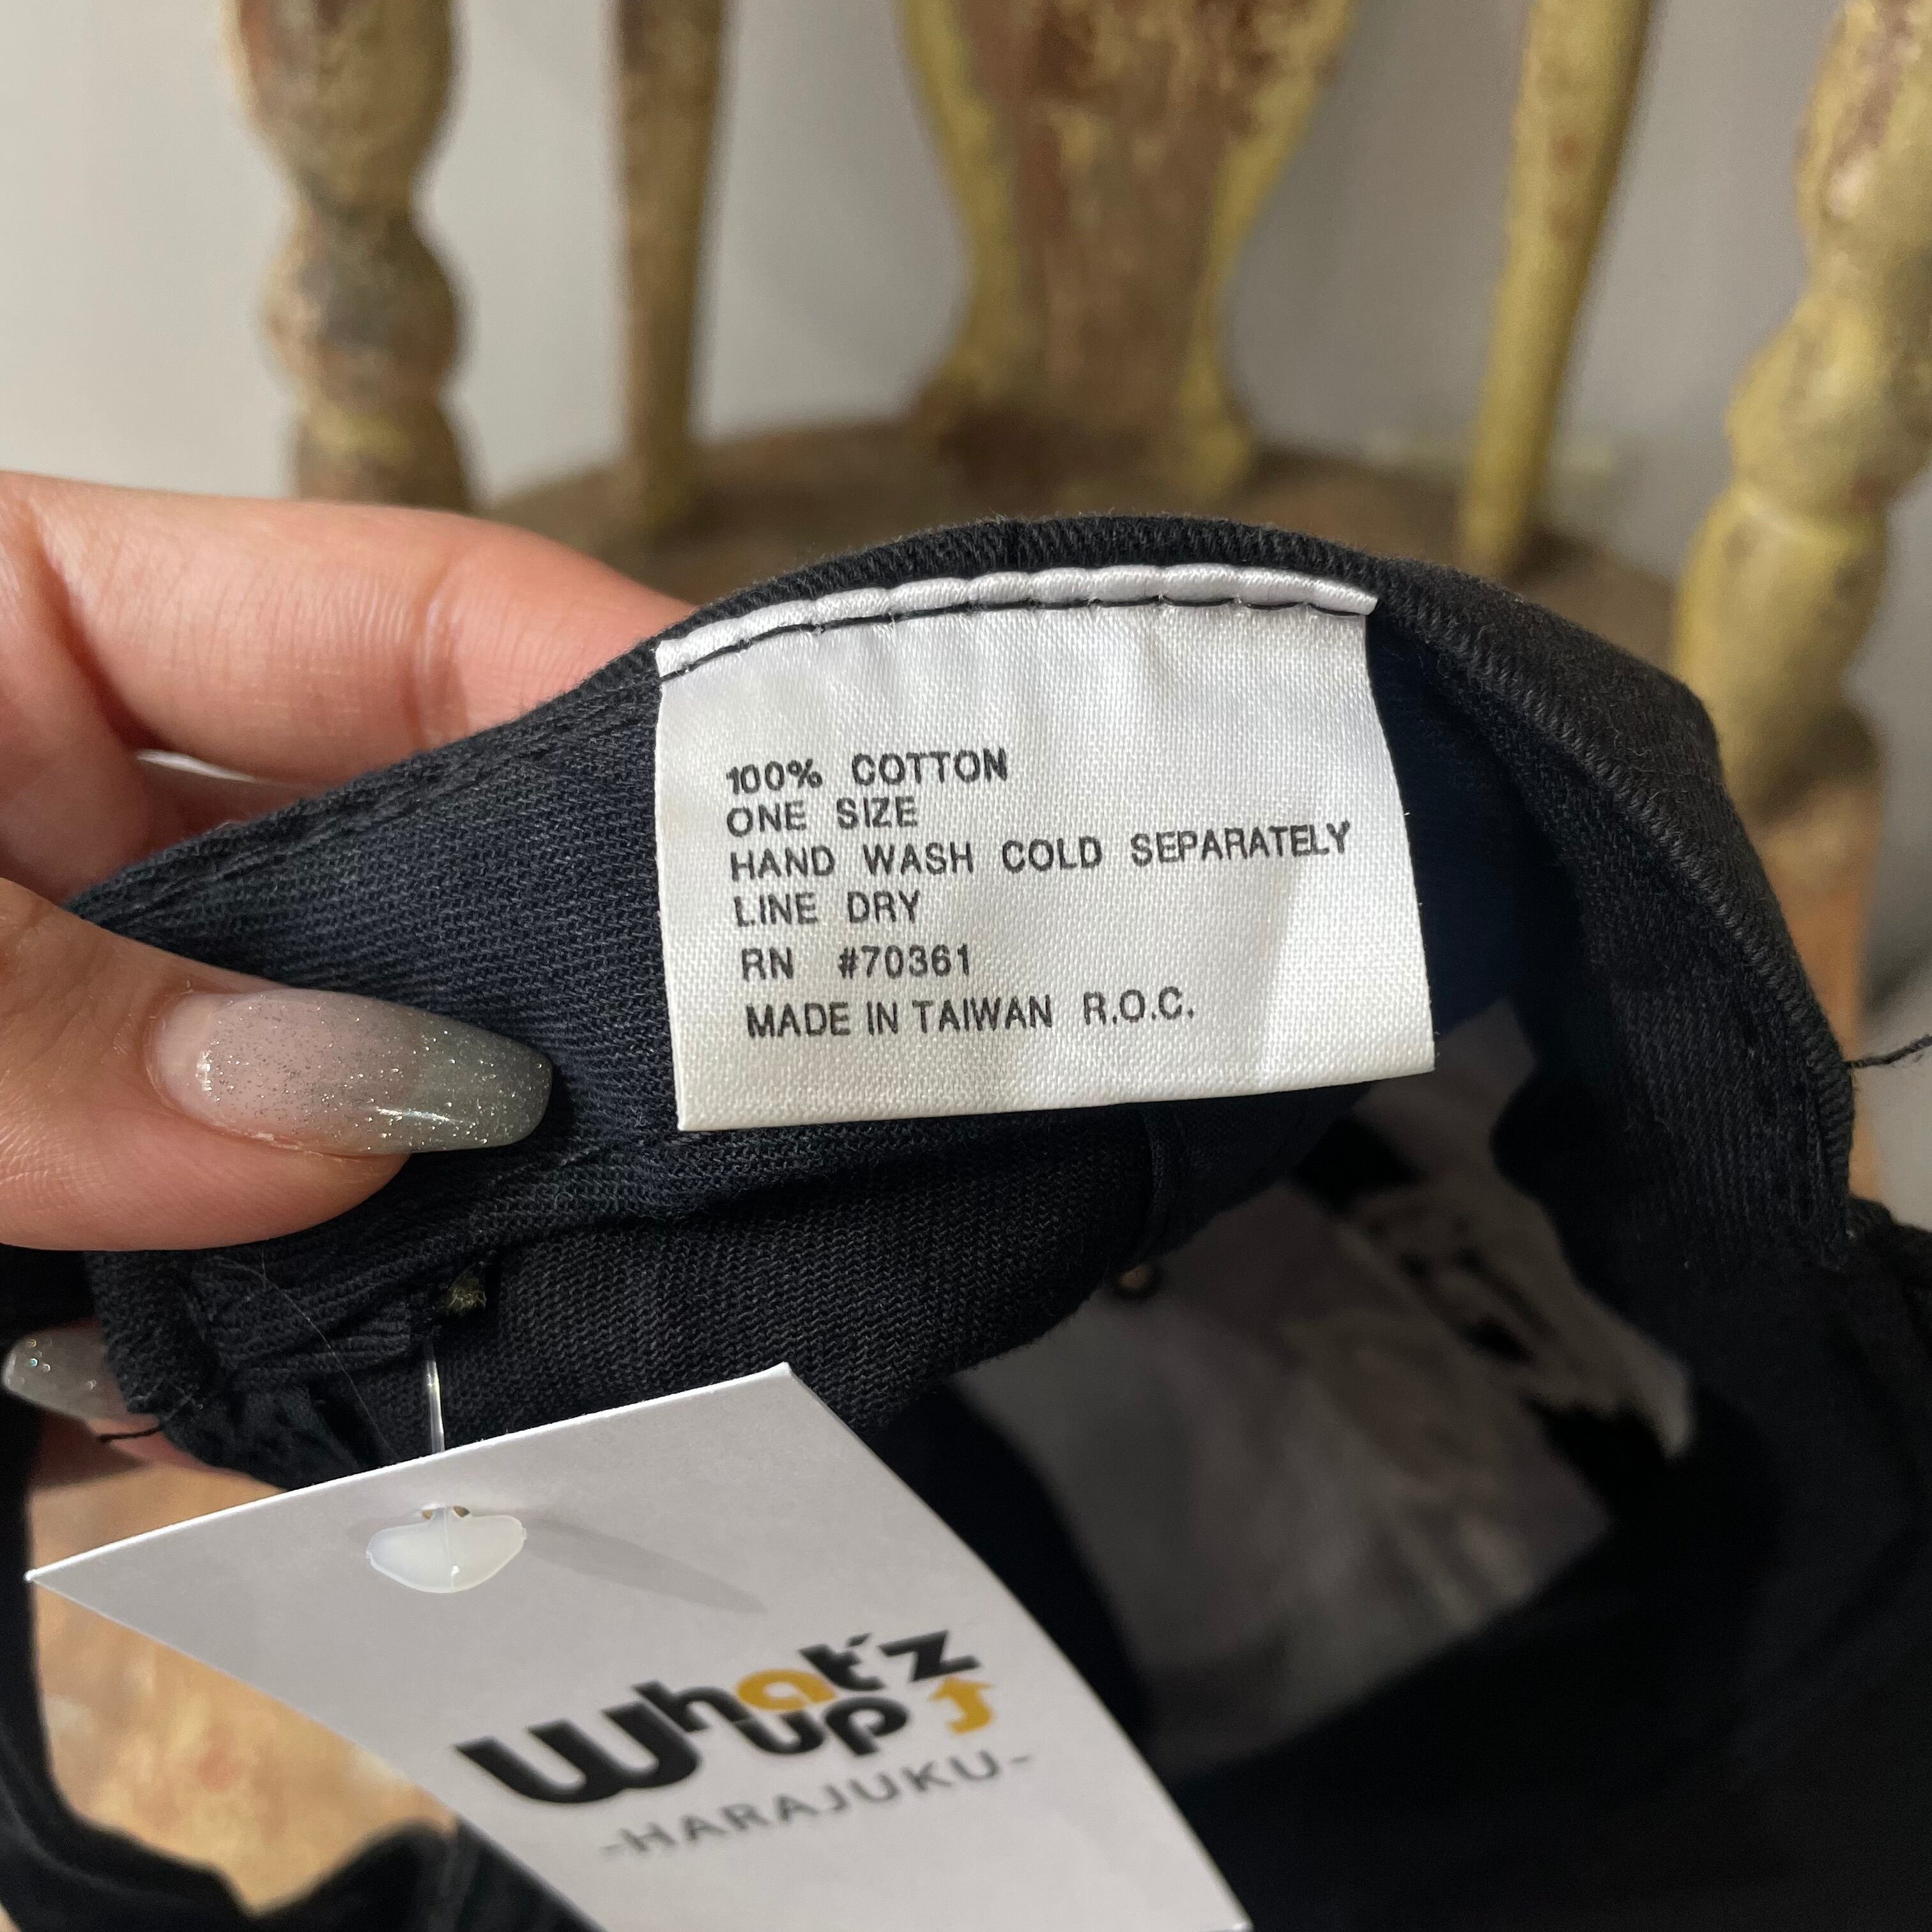 100% COTTON
ONE SIZE
HAND WASH COLD SEPARATELY
LINE DRY
RN #70361
MADE IN TAIWAN R.O.C.
What'z
up
-HARAJUKU-